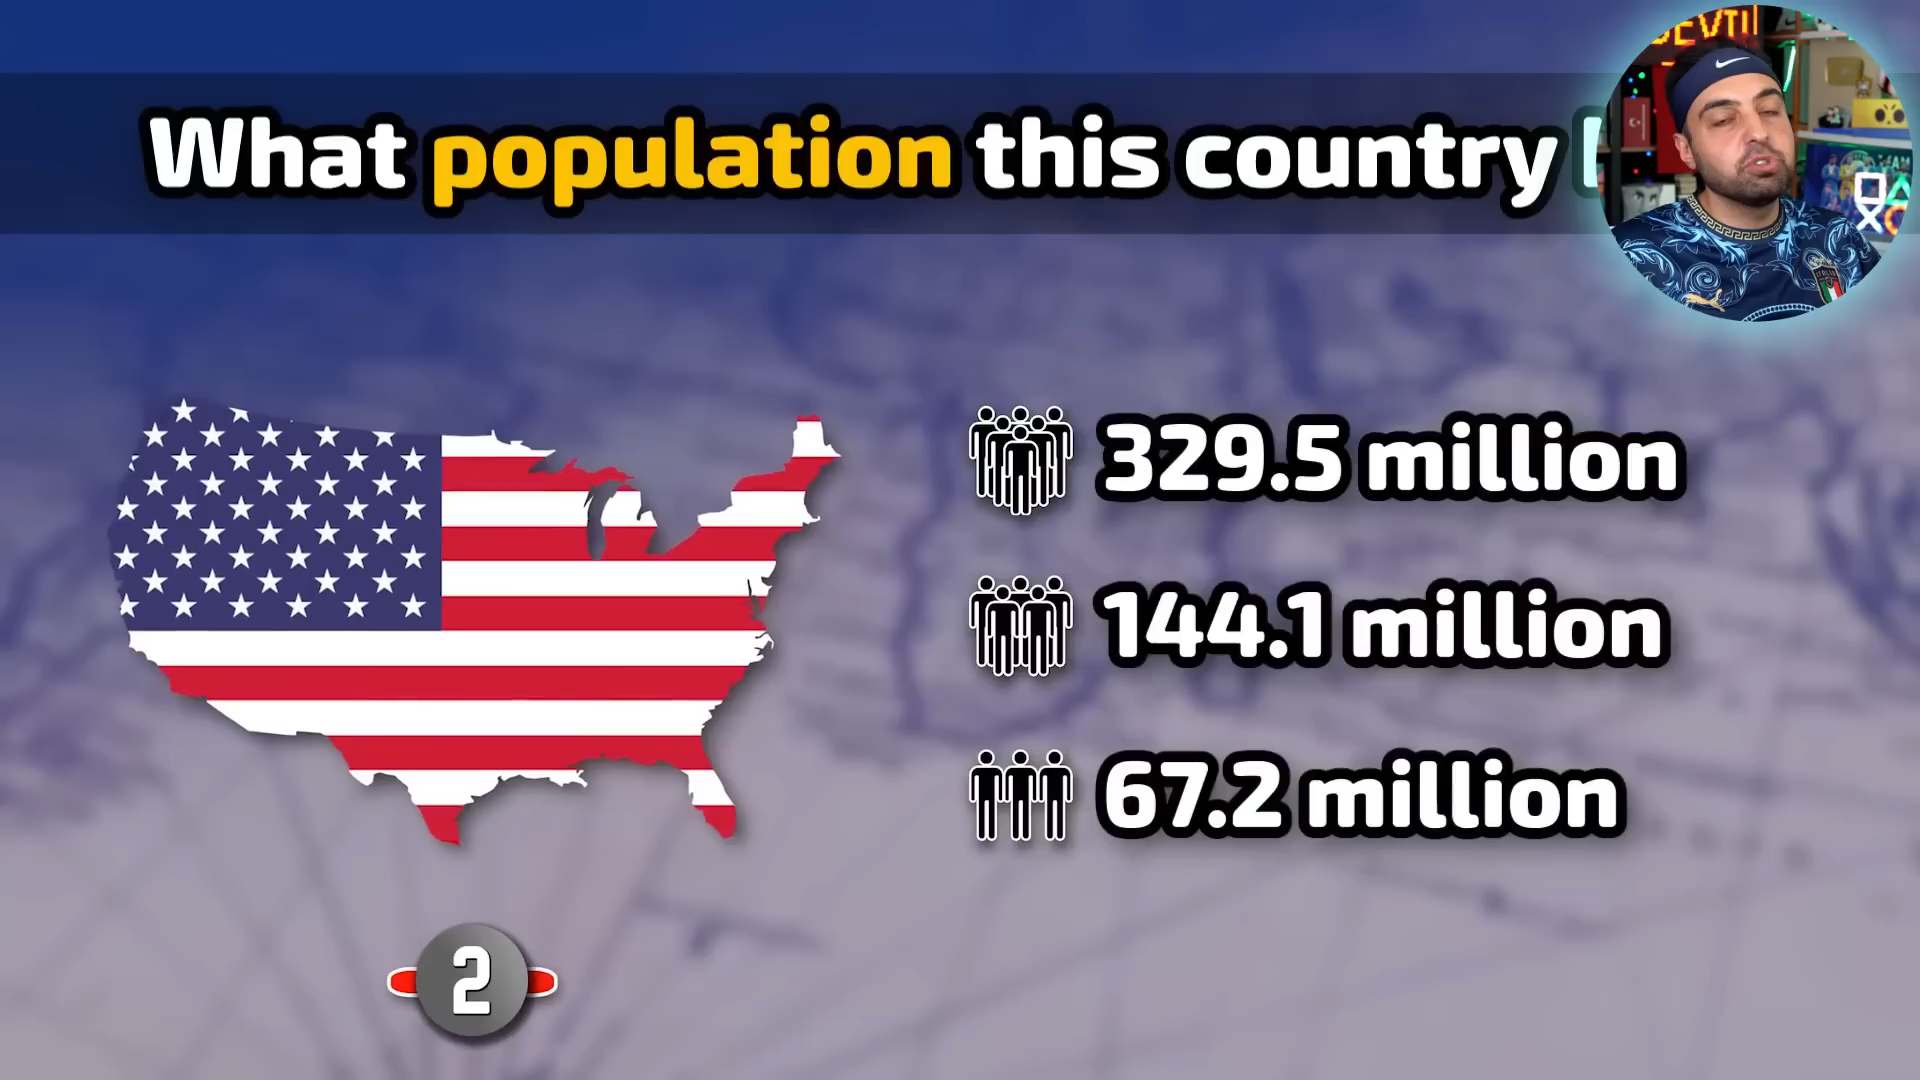 What population this country
329.5 million
144.1 million
67.2 million
2